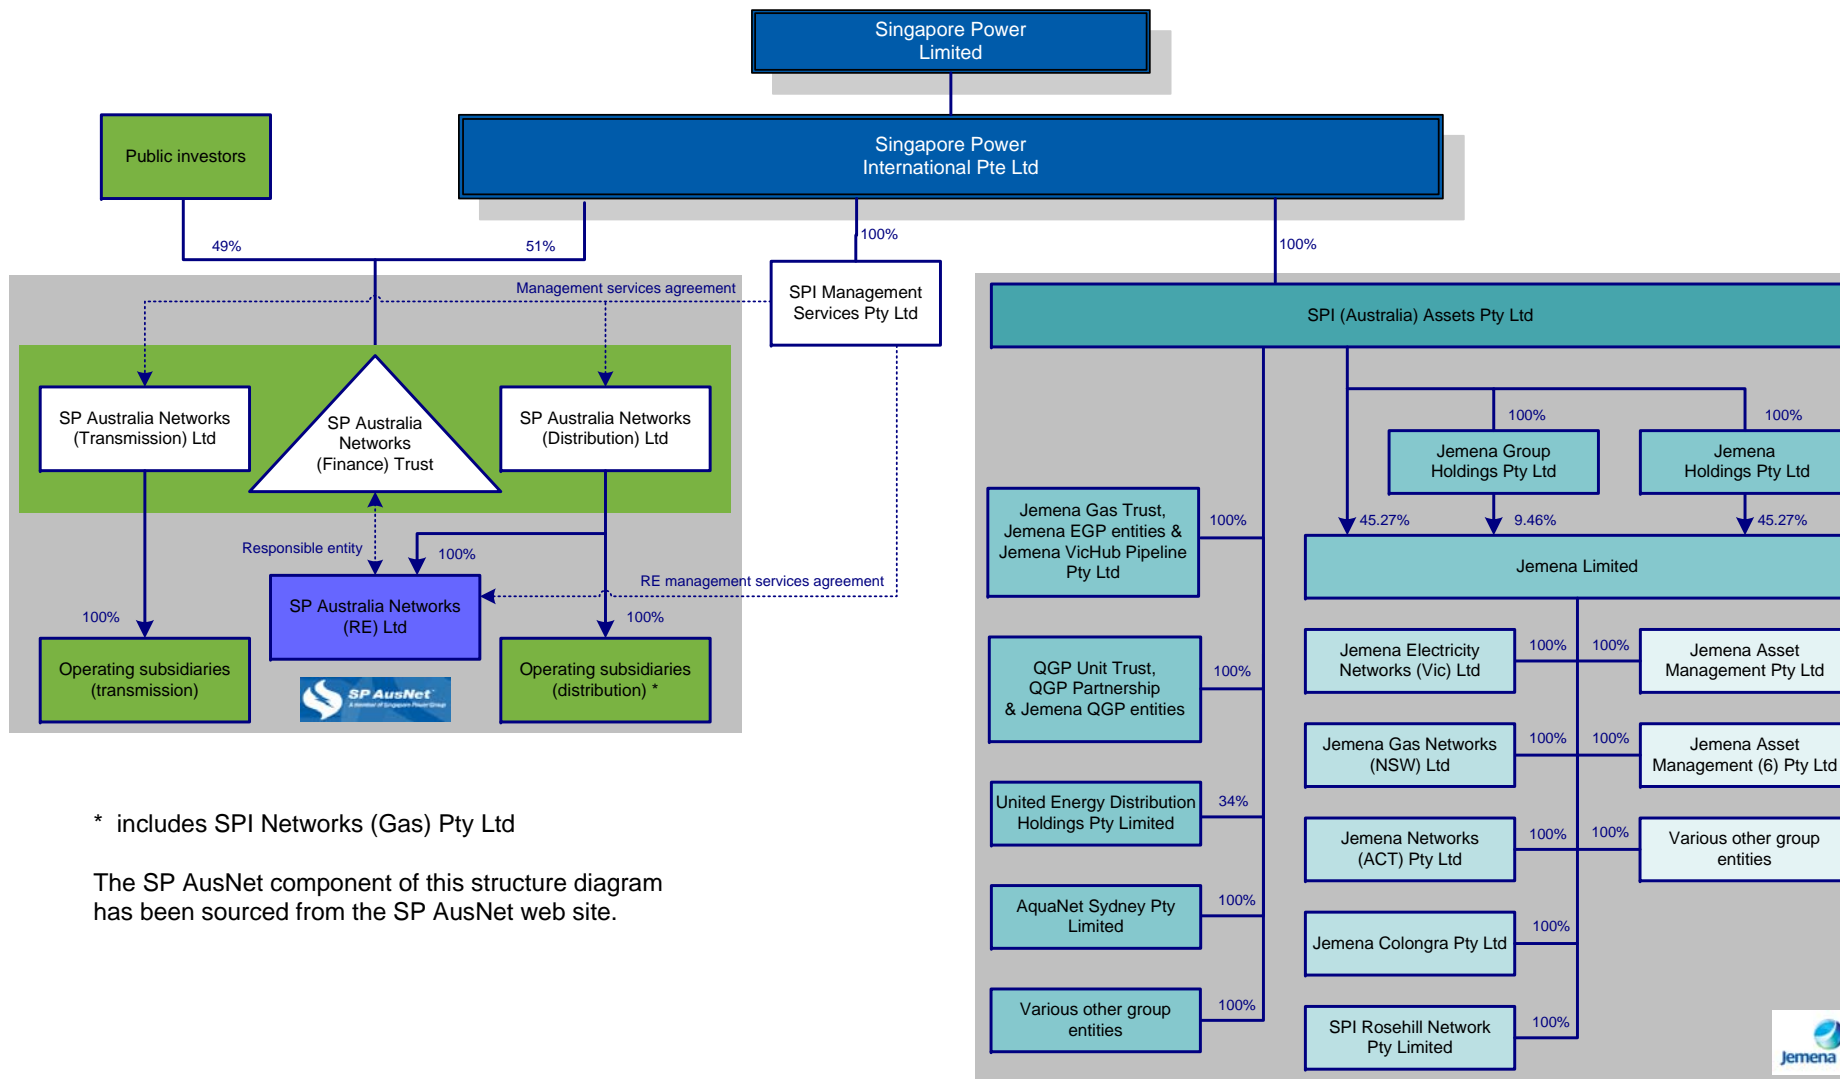 Singapore Power
Limited
Public investors
Singapore Power
International Pte Ltd
49%
51%
100%
100%
Management services agreement
SPI Management
Services Pty Ltd
SPI (Australia) Assets Pty Ltd
SP Australia Networks
(Transmission) Ltd
SP Australia
Networks
(Finance) Trust
SP Australia Networks
(Distribution) Ltd
Responsible entity
100%
RE management services agreement
SP Australia Networks
(RE) Ltd
100%
100%
Operating subsidiaries
(transmission)
SP AusNet
A member of Singapore Power Group
Operating subsidiaries
(distribution) *
100%
100%
Jemena Group
Holdings Pty Ltd
Jemena
Holdings Pty Ltd
45.27%
9.46%
45.27%
Jemena Limited
Jemena Gas Trust,
Jemena EGP entities &
Jemena VicHub Pipeline
Pty Ltd
100%
QGP Unit Trust,
QGP Partnership
& Jemena QGP entities
100%
United Energy Distribution
Holdings Pty Limited
34%
AquaNet Sydney Pty
Limited
100%
Various other group
entities
100%
Jemena Electricity
Networks (Vic) Ltd
100%
100%
Jemena Asset
Management Pty Ltd
Jemena Gas Networks
(NSW) Ltd
100%
100%
Jemena Asset
Management (6) Pty Ltd
Jemena Networks
(ACT) Pty Ltd
100%
100%
Various other group
entities
Jemena Colongra Pty Ltd
100%
SPI Rosehill Network
Pty Limited
100%
Jemena
* includes SPI Networks (Gas) Pty Ltd
The SP AusNet component of this structure diagram
has been sourced from the SP AusNet web site.